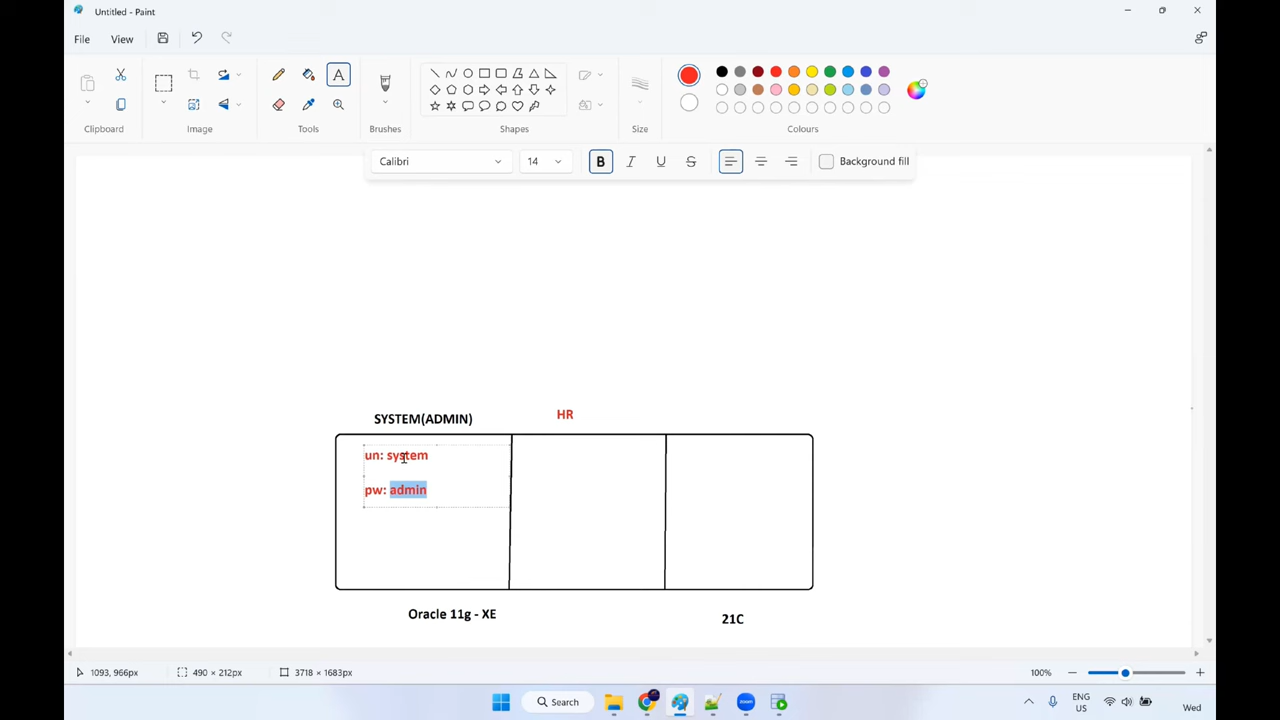 Untitled - Paint
File
View
Clipboard
Image
Tools
Brushes
Shapes
Size
Colours
Calibri
14
B
I
U
S
Background fill
A
SYSTEM(ADMIN)
HR
un: system
pw: admin
Oracle 11g - XE
21C
1093, 966px
490 × 212px
3718 × 1683px
100%
Search
ENG
US
Wed